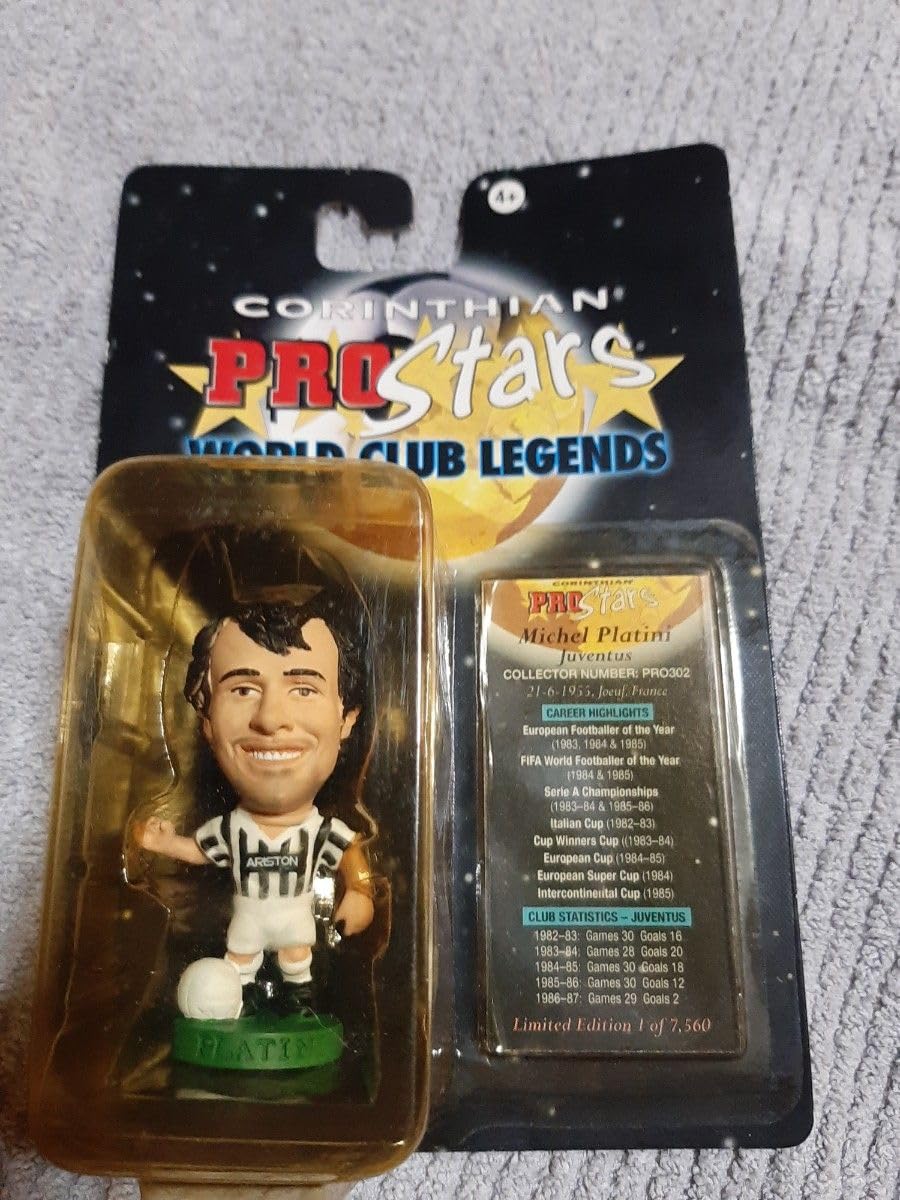 4+
CORINTHIAN
PRO Stars
WORLD CLUB LEGENDS
ARISTON
PLATINI
CORINTHIAN
PRO Stars
Michel Platini
Juventus
COLLECTOR NUMBER: PRO302
21-6-1955, Joeuf, France
CAREER HIGHLIGHTS
European Footballer of the Year
(1983, 1984 & 1985)
FIFA World Footballer of the Year
(1984 & 1985)
Serie A Championships
(1983-84 & 1985-86)
Italian Cup (1982-83)
Cup Winners Cup ((1983-84)
European Cup (1984-85)
European Super Cup (1984)
Intercontinental Cup (1985)
CLUB STATISTICS – JUVENTUS
1982-83: Games 30 Goals 16
1983-84: Games 28 Goals 20
1984-85: Games 30 Goals 18
1985-86: Games 30 Goals 12
1986-87: Games 29 Goals 2
Limited Edition 1 of 7,560